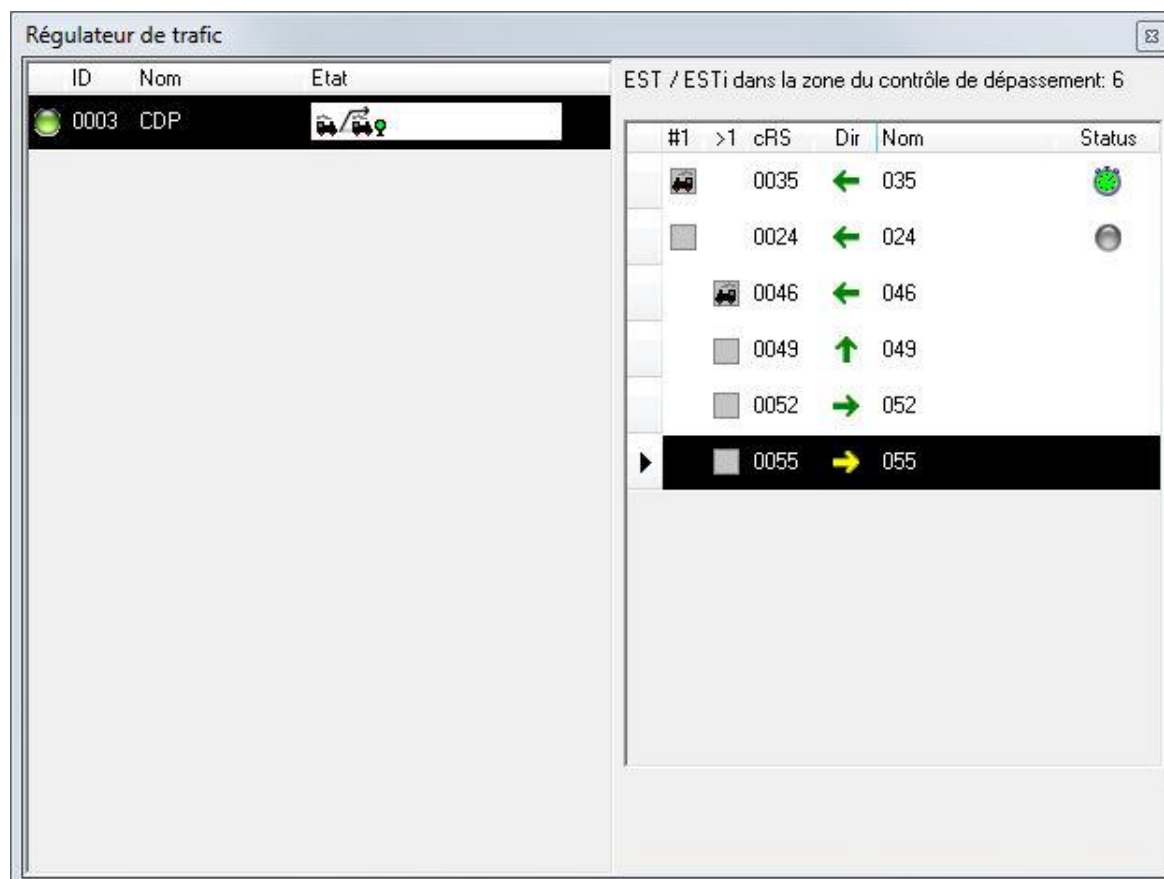 Régulateur de trafic
ID Nom Etat
0003 CDP
EST / ESTi dans la zone du contrôle de dépassement: 6
#1 >1 cRS Dir Nom Status
0035 035
0024 024
0046 046
0049 049
0052 052
0055 055